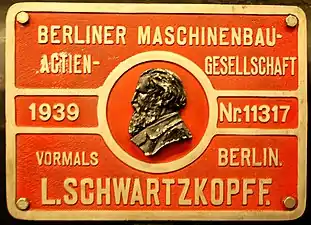 BERLINER MASCHINENBAU-
ACTIEN- GESELLSCHAFT
1939 Nr.11317
VORMALS BERLIN.
L.SCHWARTZKOPFF.